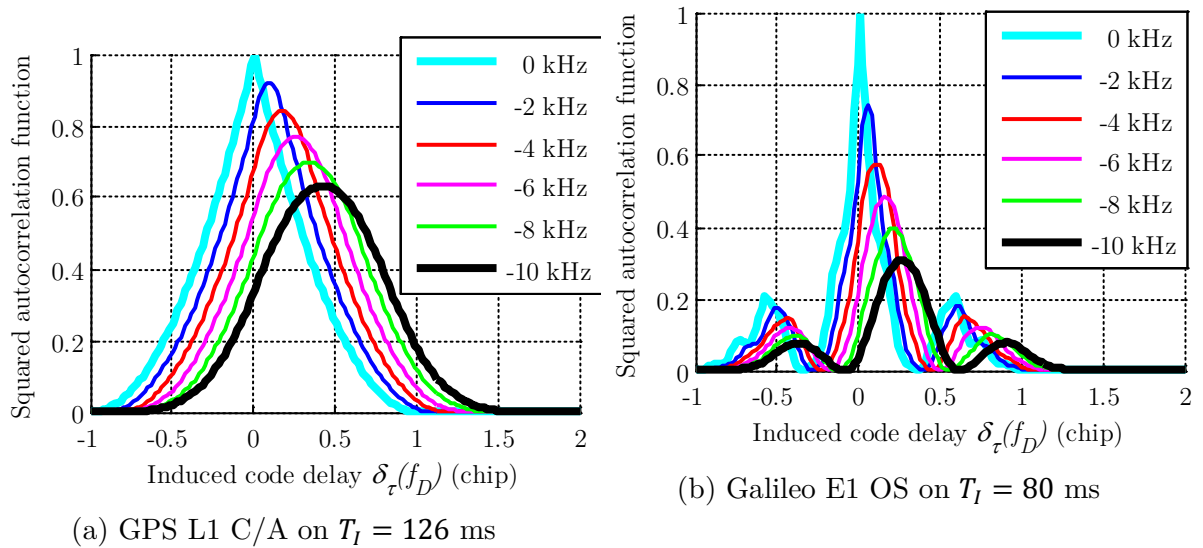 Squared autocorrelation function
1
0.8
0.6
0.4
0.2
0
-1
-0.5
0
0.5
1
1.5
2
0 kHz
-2 kHz
-4 kHz
-6 kHz
-8 kHz
-10 kHz
Induced code delay δτ(fD) (chip)
(a) GPS L1 C/A on TI = 126 ms
Squared autocorrelation function
1
0.8
0.6
0.4
0.2
0
-1
-0.5
0
0.5
1
1.5
2
0 kHz
-2 kHz
-4 kHz
-6 kHz
-8 kHz
-10 kHz
Induced code delay δτ(fD) (chip)
(b) Galileo E1 OS on TI = 80 ms